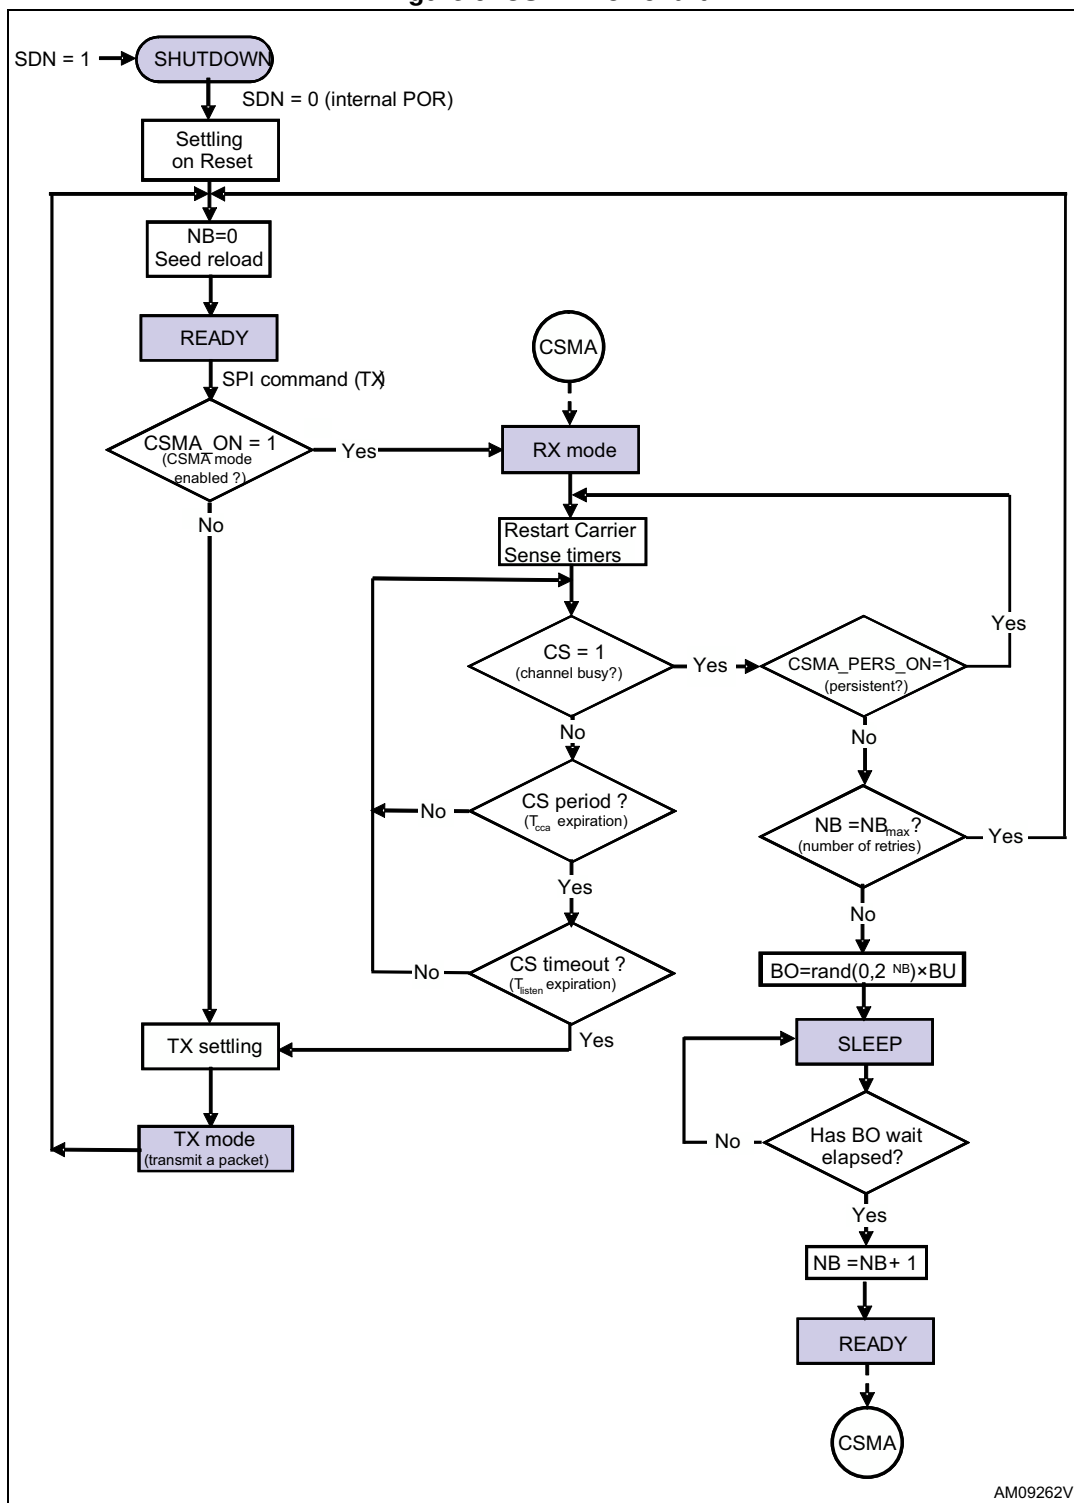 SDN = 1
SHUTDOWN
SDN = 0 (internal POR)
Settling
on Reset
NB=0
Seed reload
READY
SPI command (TX)
CSMA_ON = 1
(CSMA mode
enabled ?)
Yes
No
CSMA
RX mode
Restart Carrier
Sense timers
CS = 1
(channel busy?)
Yes
CSMA_PERS_ON=1
(persistent?)
Yes
No
No
CS period ?
(Tcca expiration)
No
Yes
NB =NBmax?
(number of retries)
Yes
No
CS timeout ?
(Tlisten expiration)
No
Yes
BO=rand(0,2 NB)×BU
TX settling
SLEEP
TX mode
(transmit a packet)
Has BO wait
elapsed?
No
Yes
NB =NB+ 1
READY
CSMA
AM09262V